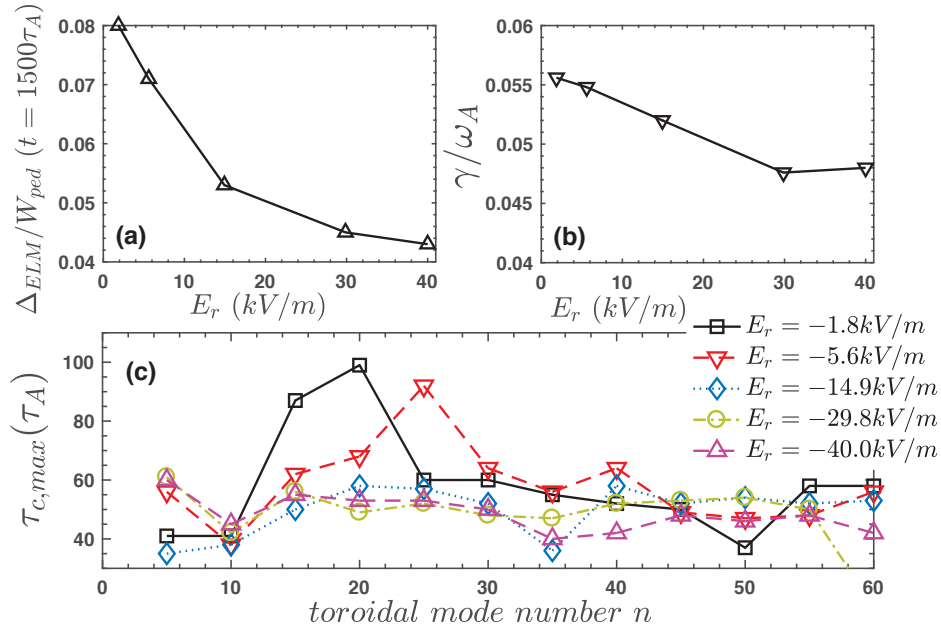 Δ_ELM/W_ped (t = 1500τ_A)
0.08
0.07
0.06
0.05
0.04
(a)
0 10 20 30 40
E_r (kV/m)
γ/ω_A
0.06
0.055
0.05
0.045
0.04
(b)
0 10 20 30 40
E_r (kV/m)
τ_c,max(τ_A)
100
80
60
40
(c)
0 10 20 30 40 50 60
toroidal mode number n
E_r = −1.8kV/m
E_r = −5.6kV/m
E_r = −14.9kV/m
E_r = −29.8kV/m
E_r = −40.0kV/m